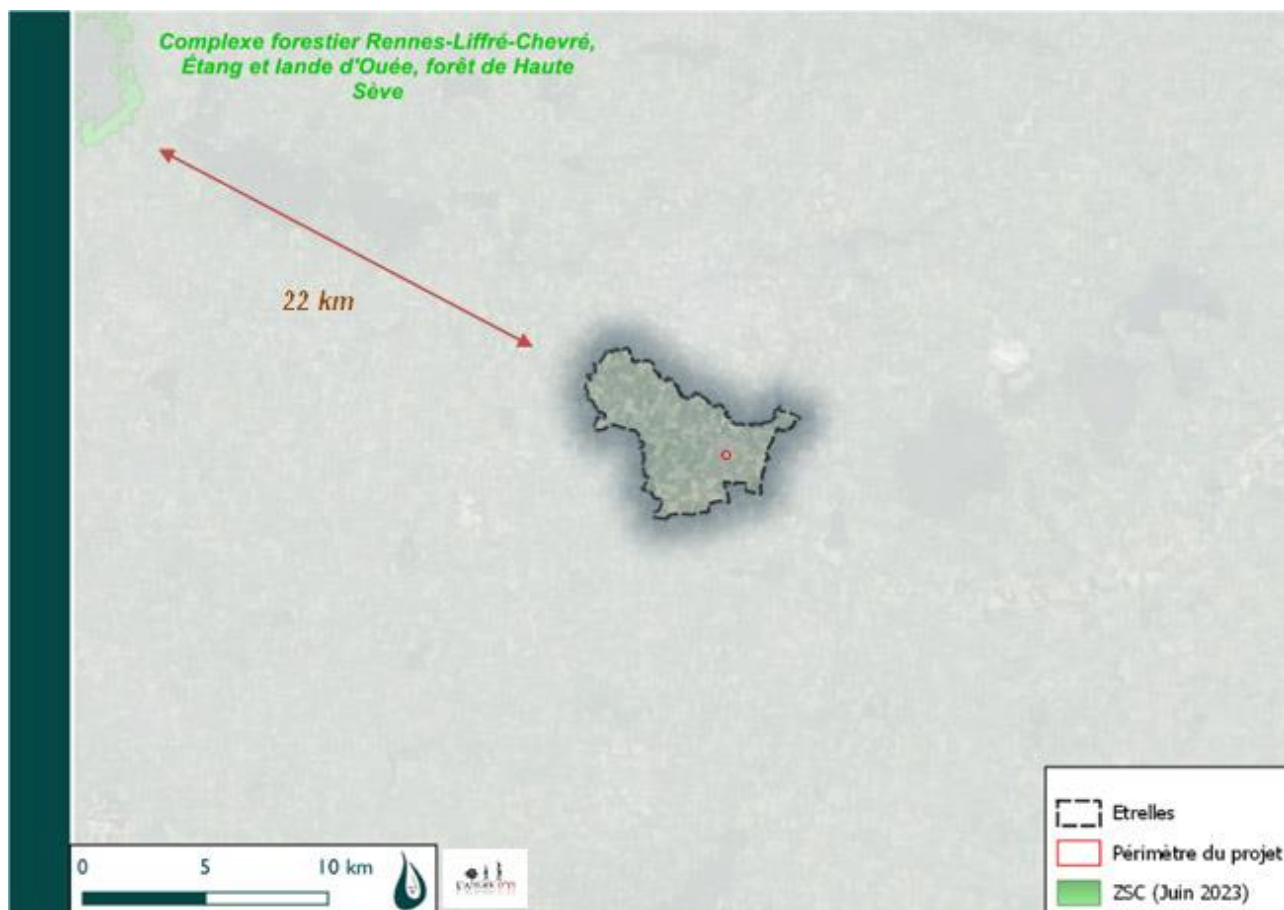 Complexe forestier Rennes-Liffré-Chevré,
Étang et lande d'Ouée, forêt de Haute
Sève
22 km
0 5 10 km
Etrelles
Périmètre du projet
ZSC (Juin 2023)